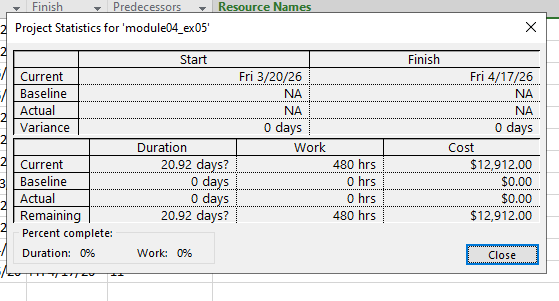 Finish Predecessors Resource Names
Project Statistics for 'module04_ex05'
Start Finish
Current Fri 3/20/26 Fri 4/17/26
Baseline NA NA
Actual NA NA
Variance 0 days 0 days
Duration Work Cost
Current 20.92 days? 480 hrs $12,912.00
Baseline 0 days 0 hrs $0.00
Actual 0 days 0 hrs $0.00
Remaining 20.92 days? 480 hrs $12,912.00
Percent complete:
Duration: 0% Work: 0%
Close